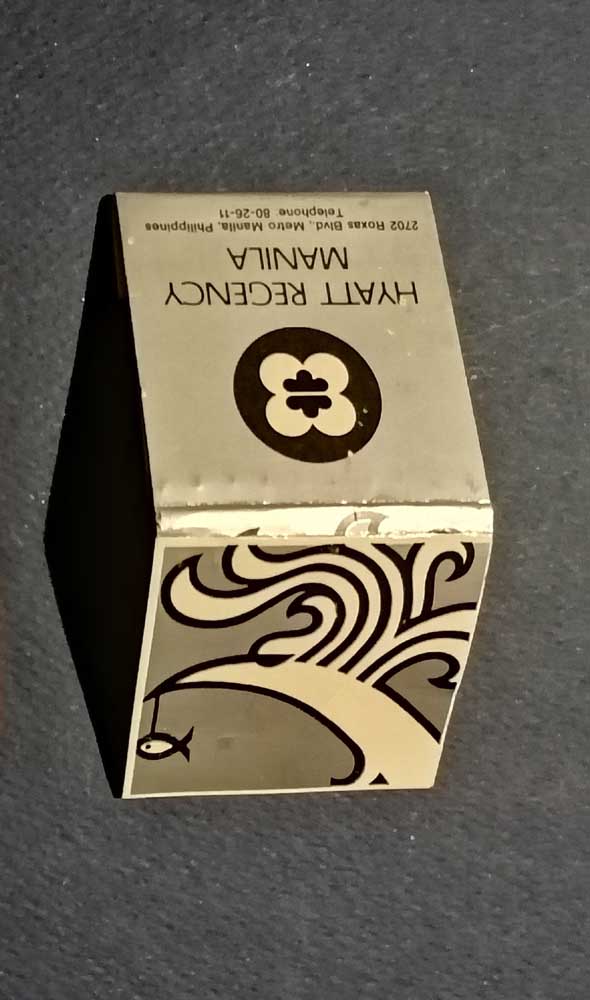 HYATT REGENCY
MANILA
2702 Roxas Blvd., Metro Manila, Philippines
Telephone: 80-26-11